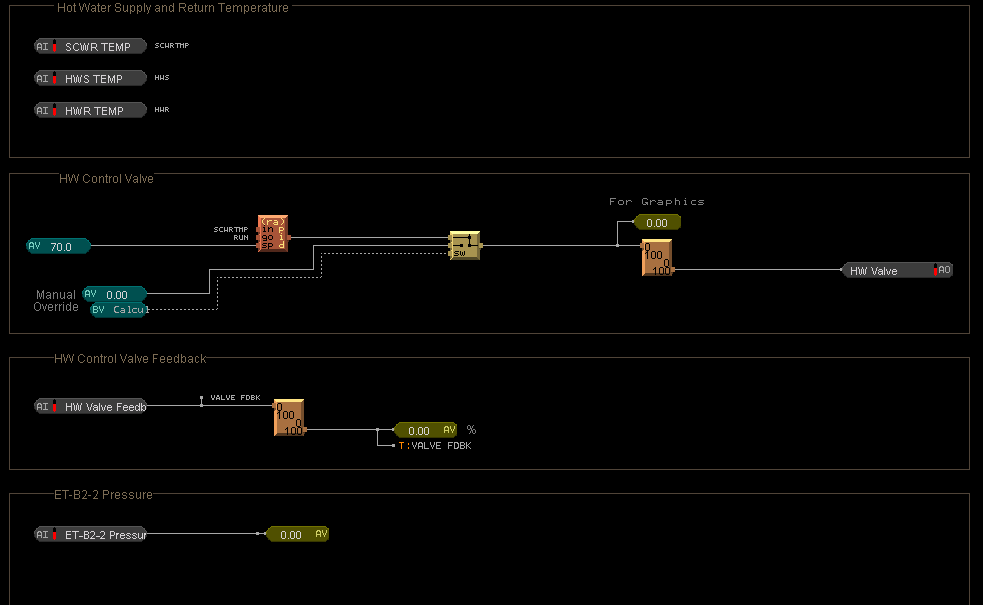 Hot Water Supply and Return Temperature
AI SCWR TEMP SCWRTMP
AI HWS TEMP HWS
AI HWR TEMP HWR
HW Control Valve
For Graphics
0.00
(ra)
SCWRTMP in p
RUN go i
AV 70.0 sp d
sw
0
100
0
100
HW Valve AO
Manual Override
AV 0.00
BV Calcul
HW Control Valve Feedback
AI HW Valve Feedb
VALVE FDBK
0
100
0
100
0.00 AV %
T:VALVE FDBK
ET-B2-2 Pressure
AI ET-B2-2 Pressur
0.00 AV